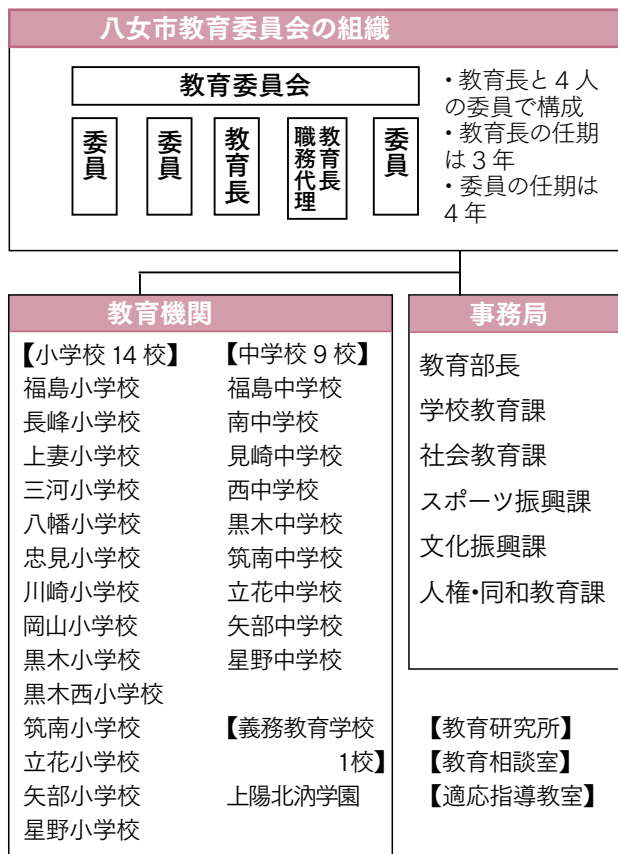 八女市教育委員会の組織
教育委員会
委員
委員
教育長
教育長
職務代理
委員
・教育長と4人
の委員で構成
・教育長の任期
は3年
・委員の任期は
4年
教育機関
【小学校 14 校】
福島小学校
長峰小学校
上妻小学校
三河小学校
八幡小学校
忠見小学校
川崎小学校
岡山小学校
黒木小学校
黒木西小学校
筑南小学校
立花小学校
矢部小学校
星野小学校
【中学校 9 校】
福島中学校
南中学校
見崎中学校
西中学校
黒木中学校
筑南中学校
立花中学校
矢部中学校
星野中学校
【義務教育学校
1校】
上陽北汭学園
事務局
教育部長
学校教育課
社会教育課
スポーツ振興課
文化振興課
人権・同和教育課
【教育研究所】
【教育相談室】
【適応指導教室】